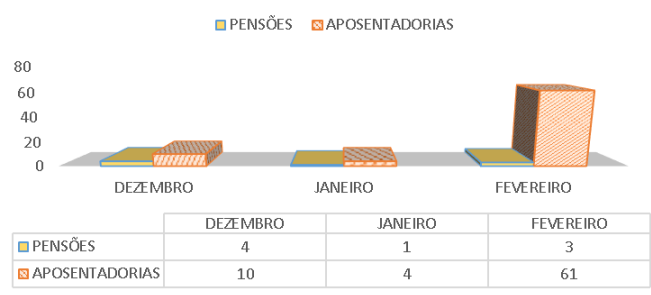 PENSÕES APOSENTADORIAS
80
60
40
20
0
DEZEMBRO JANEIRO FEVEREIRO
DEZEMBRO JANEIRO FEVEREIRO
PENSÕES 4 1 3
APOSENTADORIAS 10 4 61